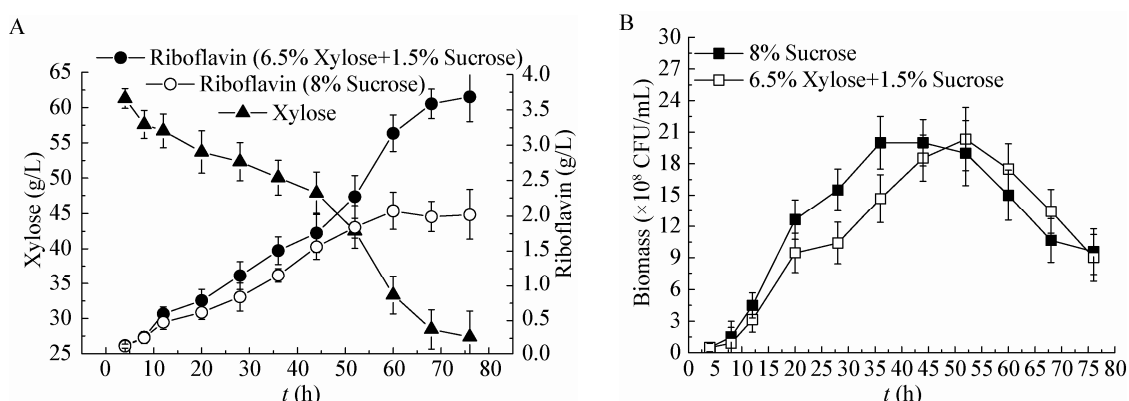 A
Riboflavin (6.5% Xylose+1.5% Sucrose)
Riboflavin (8% Sucrose)
Xylose
65
60
55
50
45
40
35
30
25
Xylose (g/L)
4.0
3.5
3.0
2.5
2.0
1.5
1.0
0.5
0.0
Riboflavin (g/L)
0 10 20 30 40 50 60 70 80
t (h)
B
8% Sucrose
6.5% Xylose+1.5% Sucrose
30
27
24
21
18
15
12
9
6
3
0
Biomass (×10⁸ CFU/mL)
0 5 10 15 20 25 30 35 40 45 50 55 60 65 70 75 80
t (h)